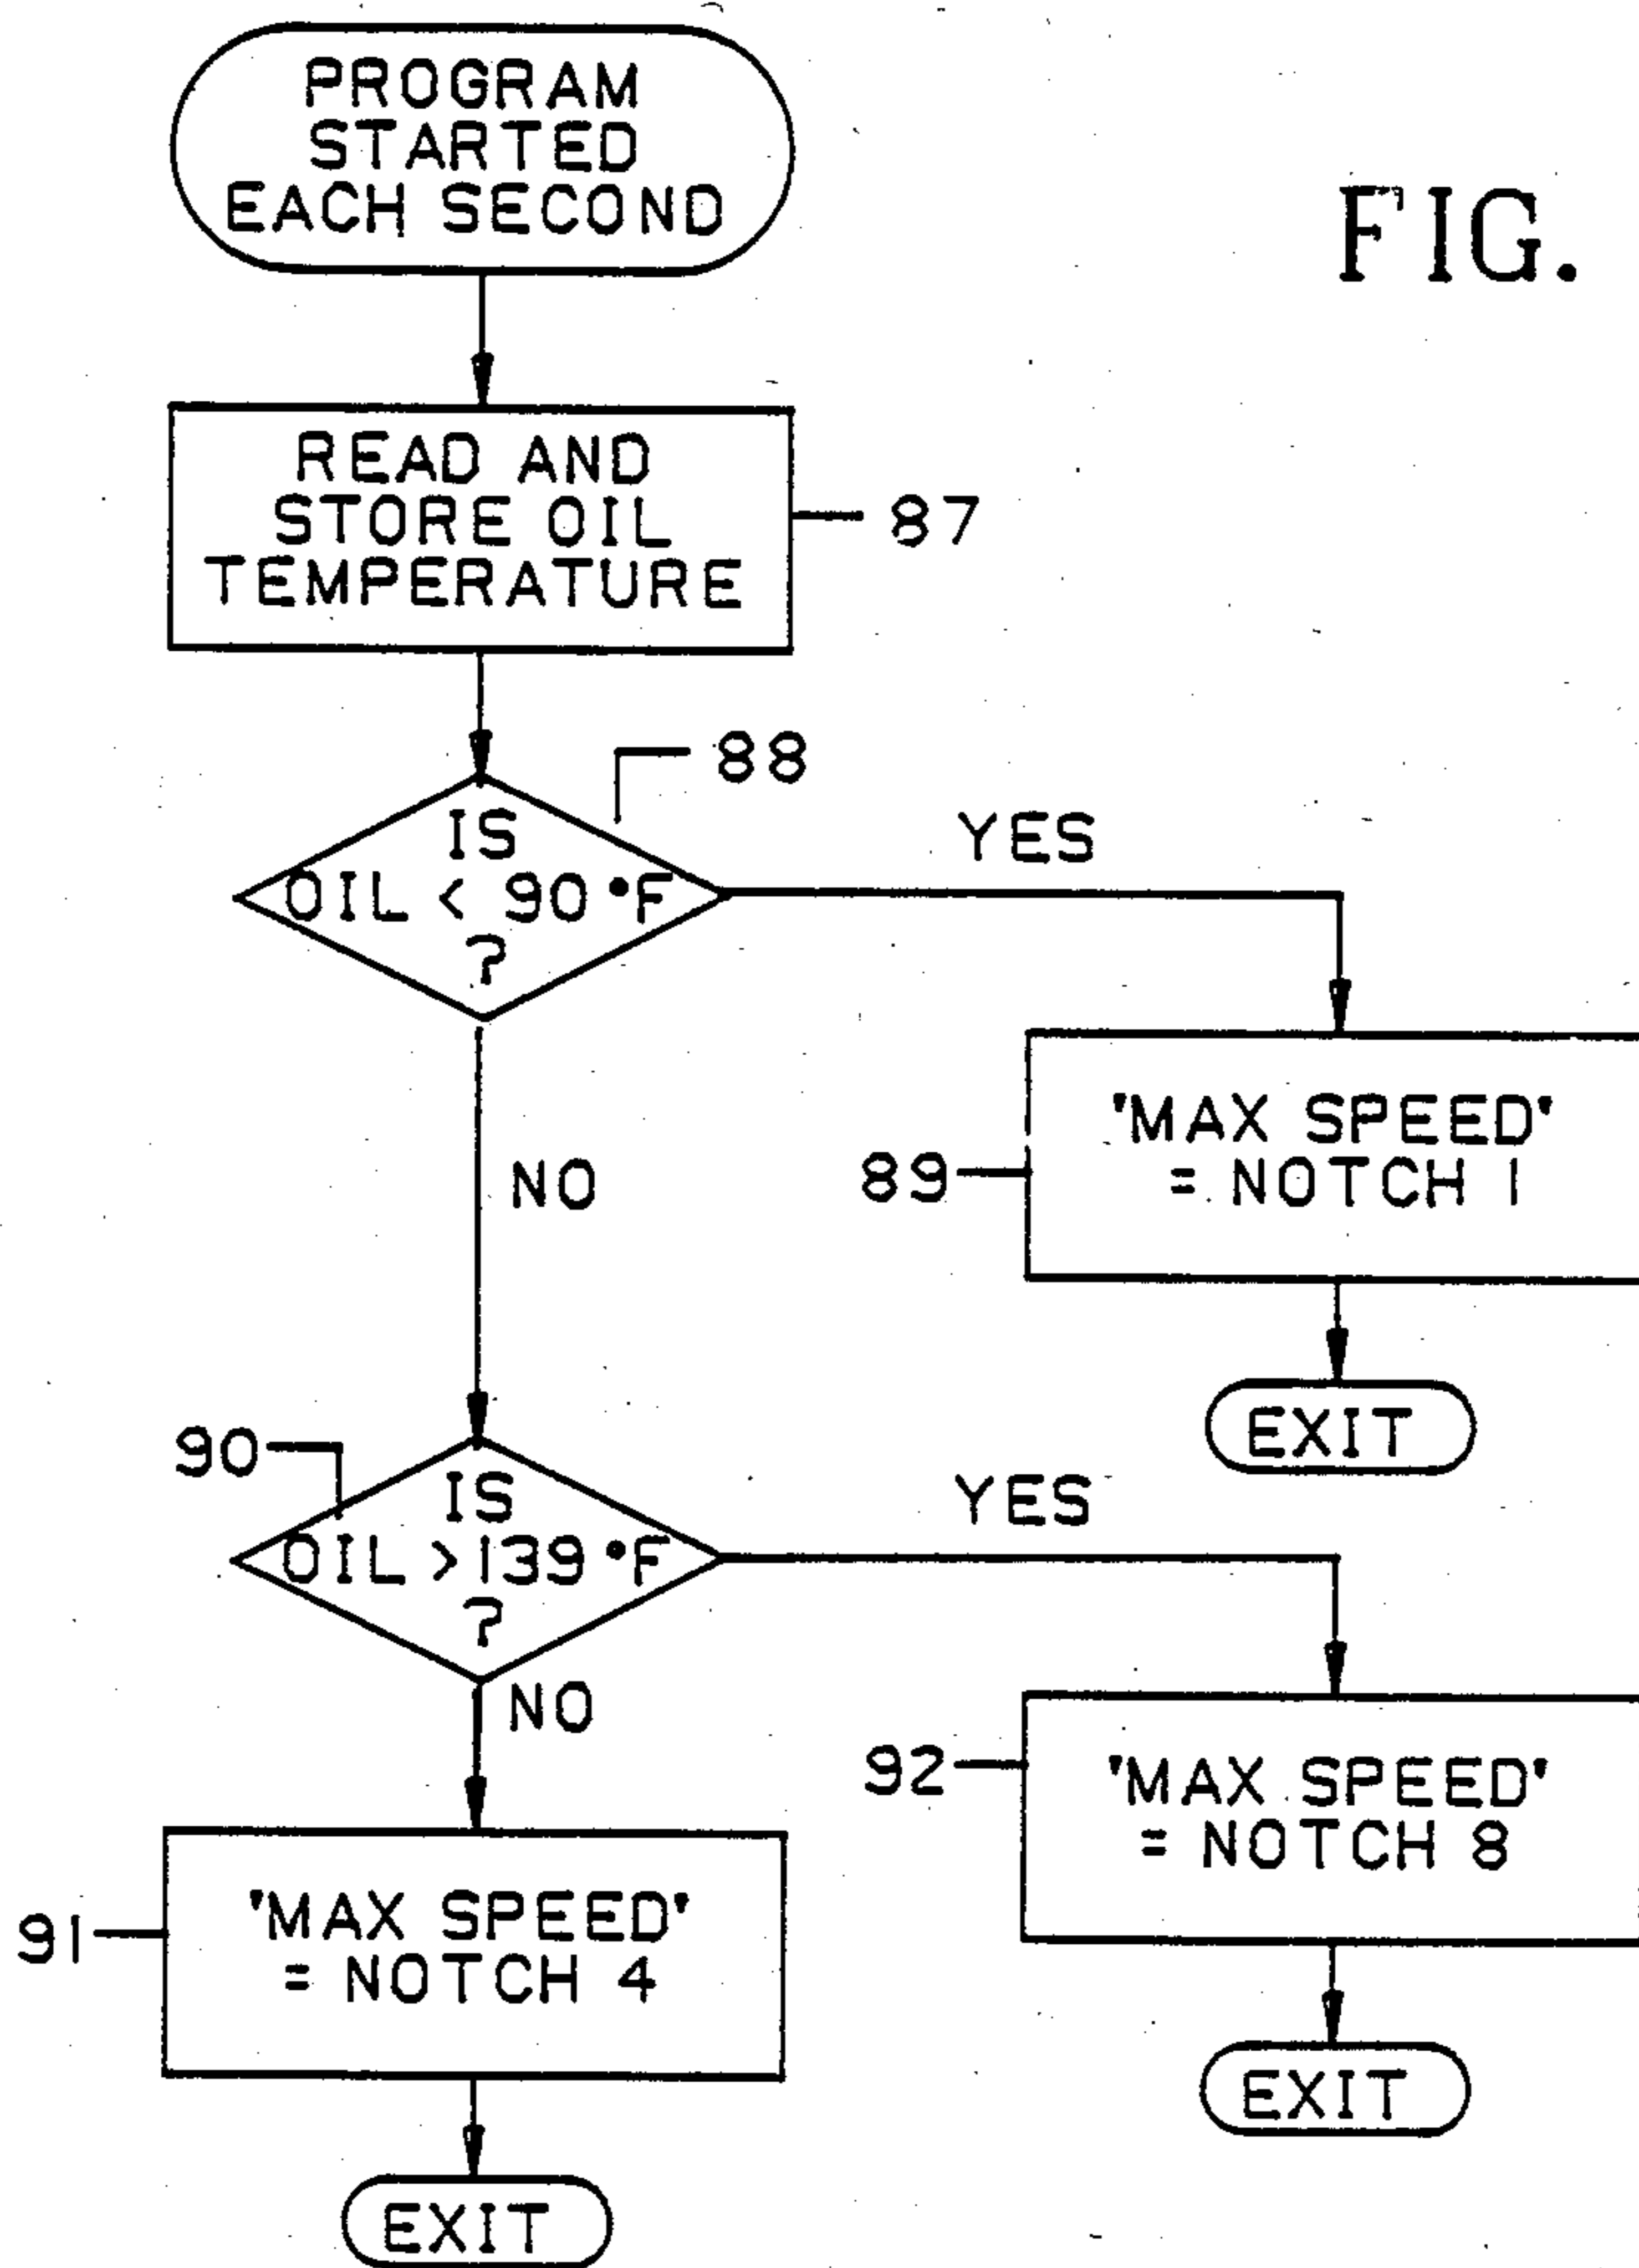 PROGRAM
STARTED
EACH SECOND
FIG.
READ AND
STORE OIL
TEMPERATURE
87
88
IS
OIL < 90 °F
?
YES
'MAX SPEED'
= NOTCH 1
89
NO
EXIT
90
IS
OIL >139 °F
?
YES
NO
'MAX SPEED'
= NOTCH 8
92
'MAX SPEED'
= NOTCH 4
91
EXIT
EXIT